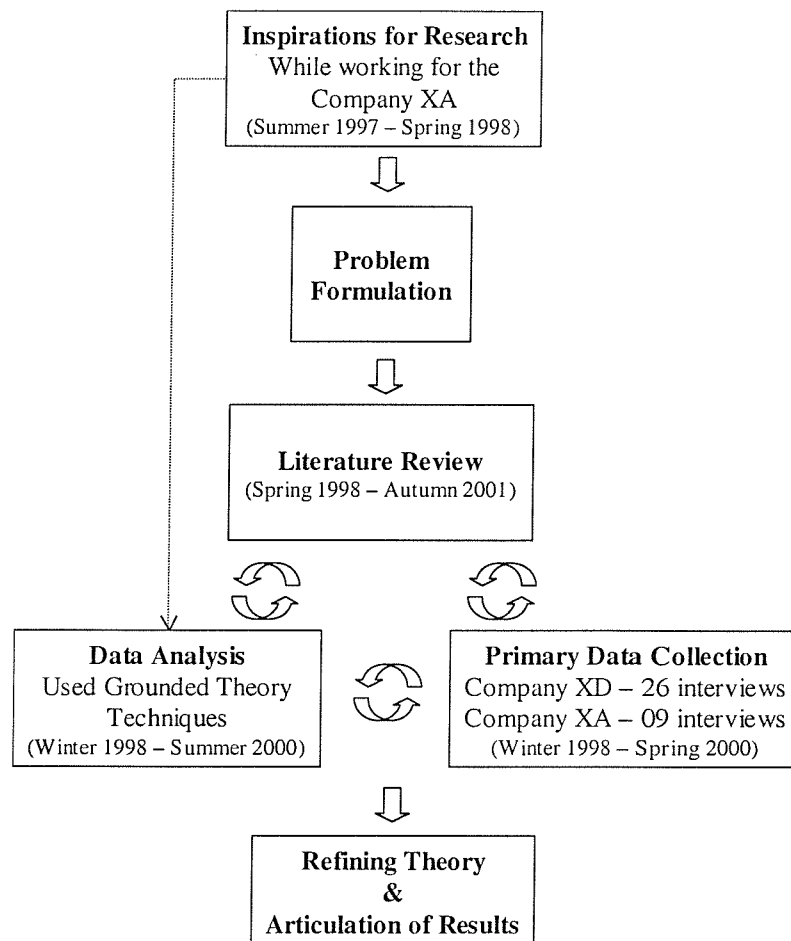 Inspirations for Research
While working for the
Company XA
(Summer 1997 – Spring 1998)
Problem
Formulation
Literature Review
(Spring 1998 – Autumn 2001)
Data Analysis
Used Grounded Theory
Techniques
(Winter 1998 – Summer 2000)
Primary Data Collection
Company XD – 26 interviews
Company XA – 09 interviews
(Winter 1998 – Spring 2000)
Refining Theory
&
Articulation of Results